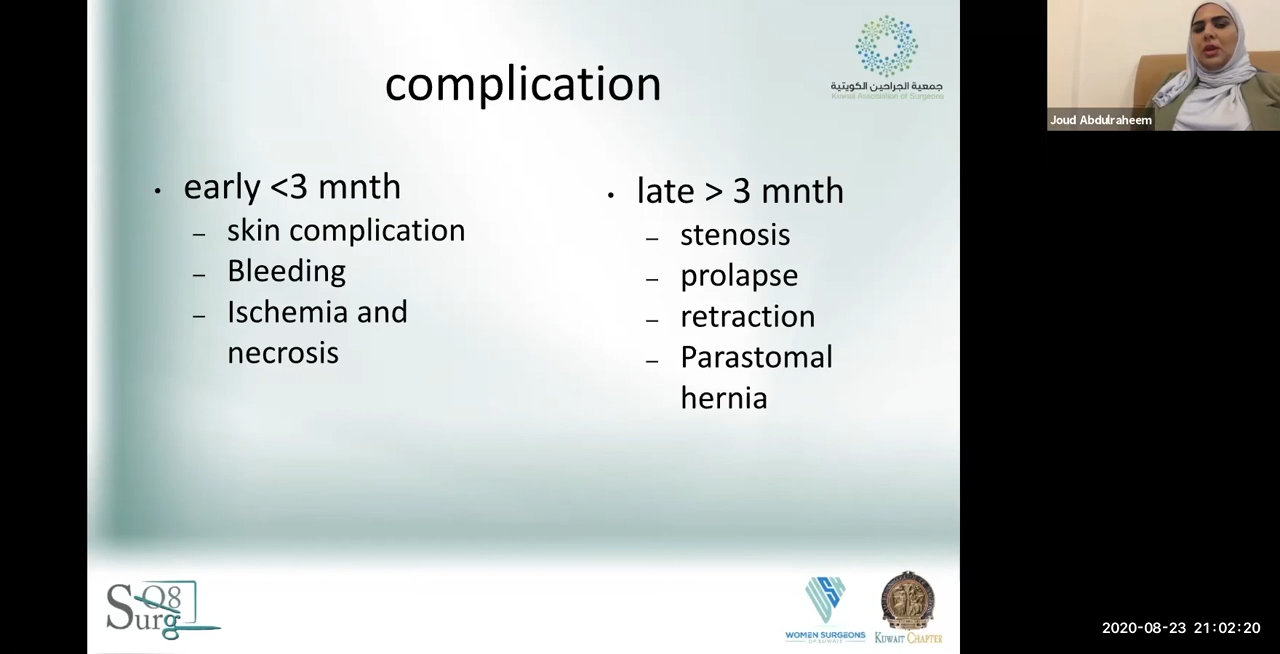 complication
جمعية الجراحين الكويتية
Kuwait Association of Surgeons
Joud Abdulraheem
• early <3 mnth
– skin complication
– Bleeding
– Ischemia and
necrosis
• late > 3 mnth
– stenosis
– prolapse
– retraction
– Parastomal
hernia
Q8
Surg
WOMEN SURGEONS
OF KUWAIT
KUWAIT CHAPTER
2020-08-23 21:02:20